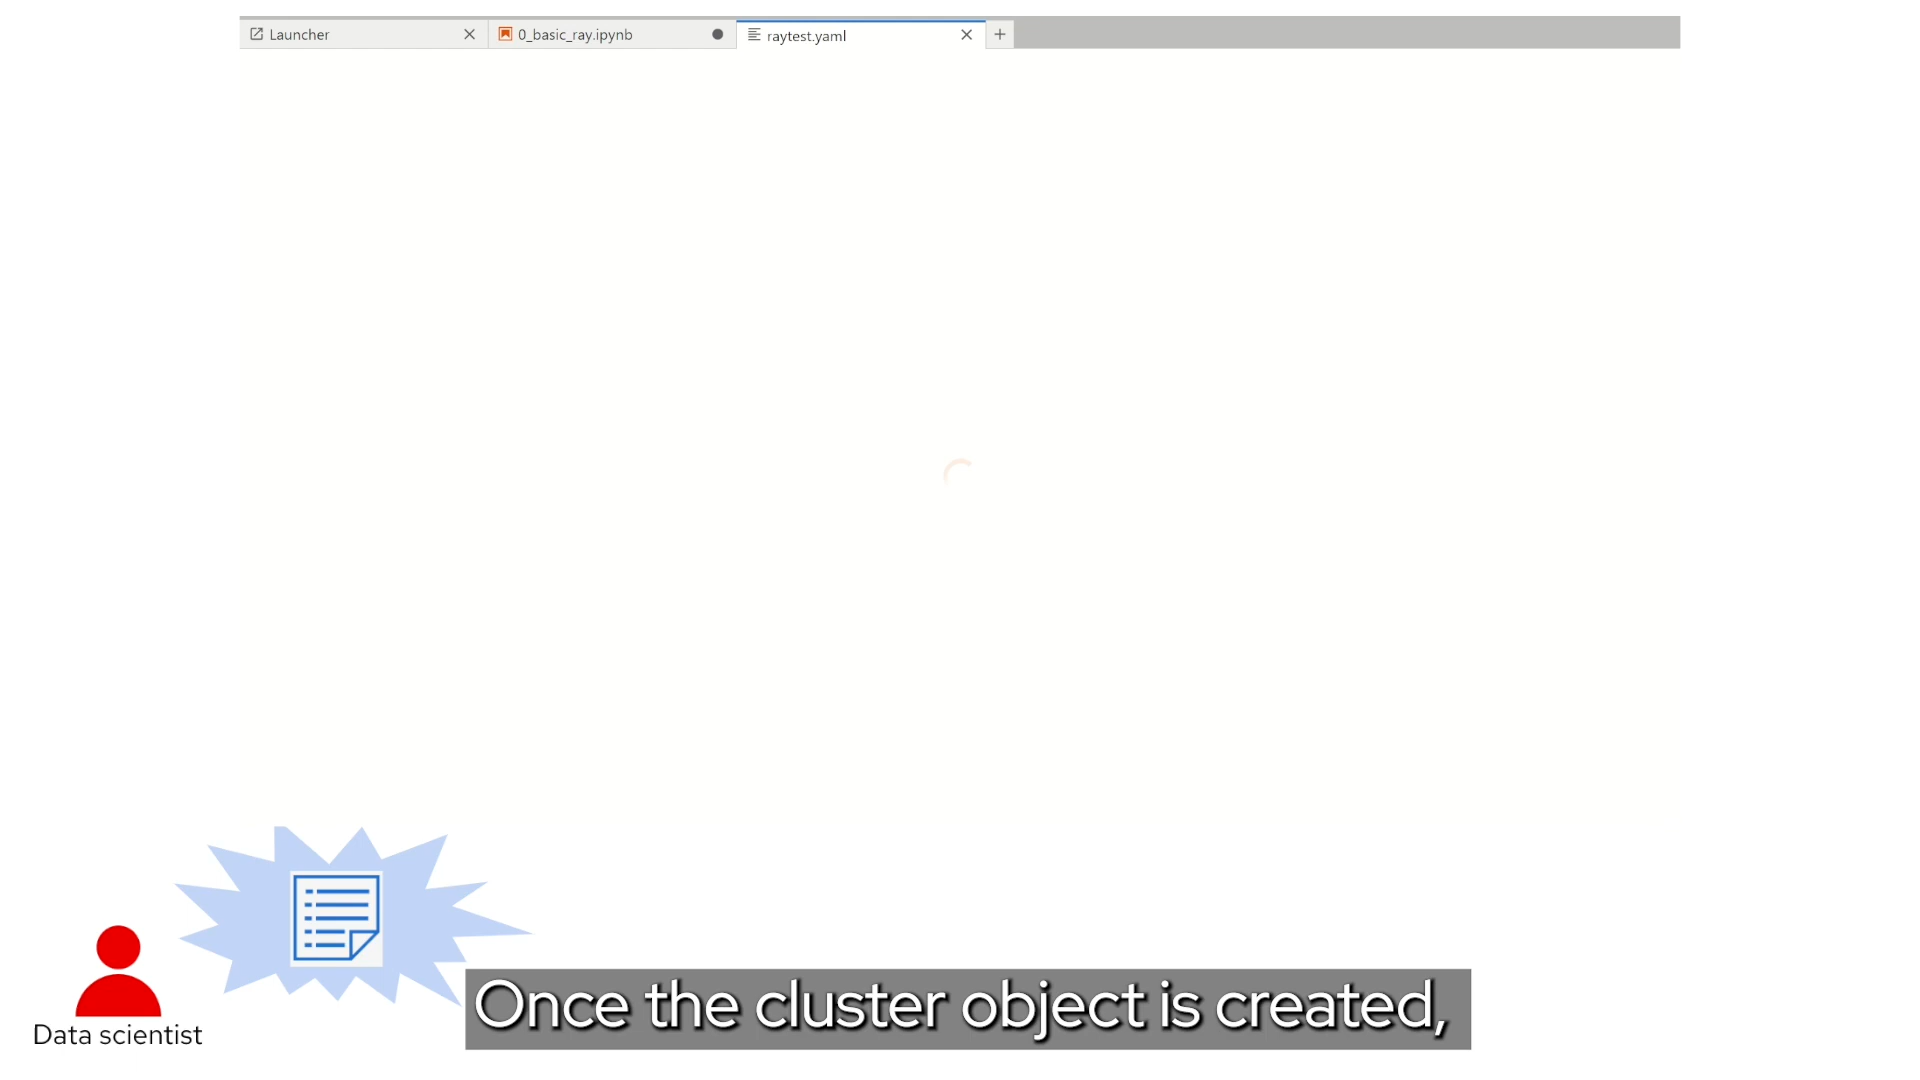 Launcher
0_basic_ray.ipynb
raytest.yaml
Data scientist
Once the cluster object is created,